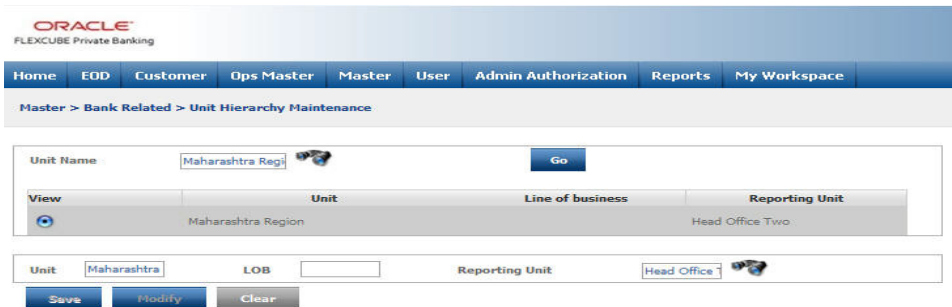 ORACLE
FLEXCUBE Private Banking
Home EOD Customer Ops Master Master User Admin Authorization Reports My Workspace
Master > Bank Related > Unit Hierarchy Maintenance
Unit Name Maharashtra Regi Go
View Unit Line of business Reporting Unit
Maharashtra Region Head Office Two
Unit Maharashtra LOB Reporting Unit Head Office T
Save Modify Clear